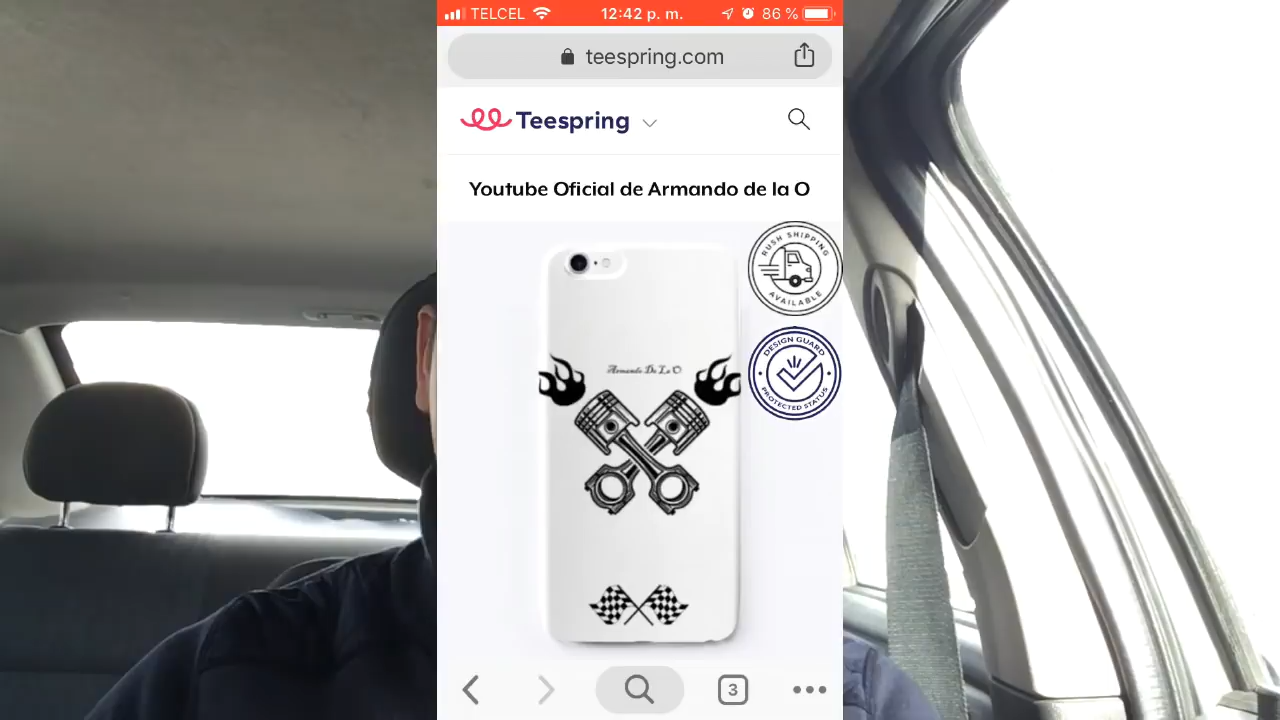 TELCEL 12:42 p. m. 86 %
teespring.com
Teespring
Youtube Oficial de Armando de la O
RUSH SHIPPING
AVAILABLE
DESIGN GUARD
PROTECTED STATUS
Armando De La O
3